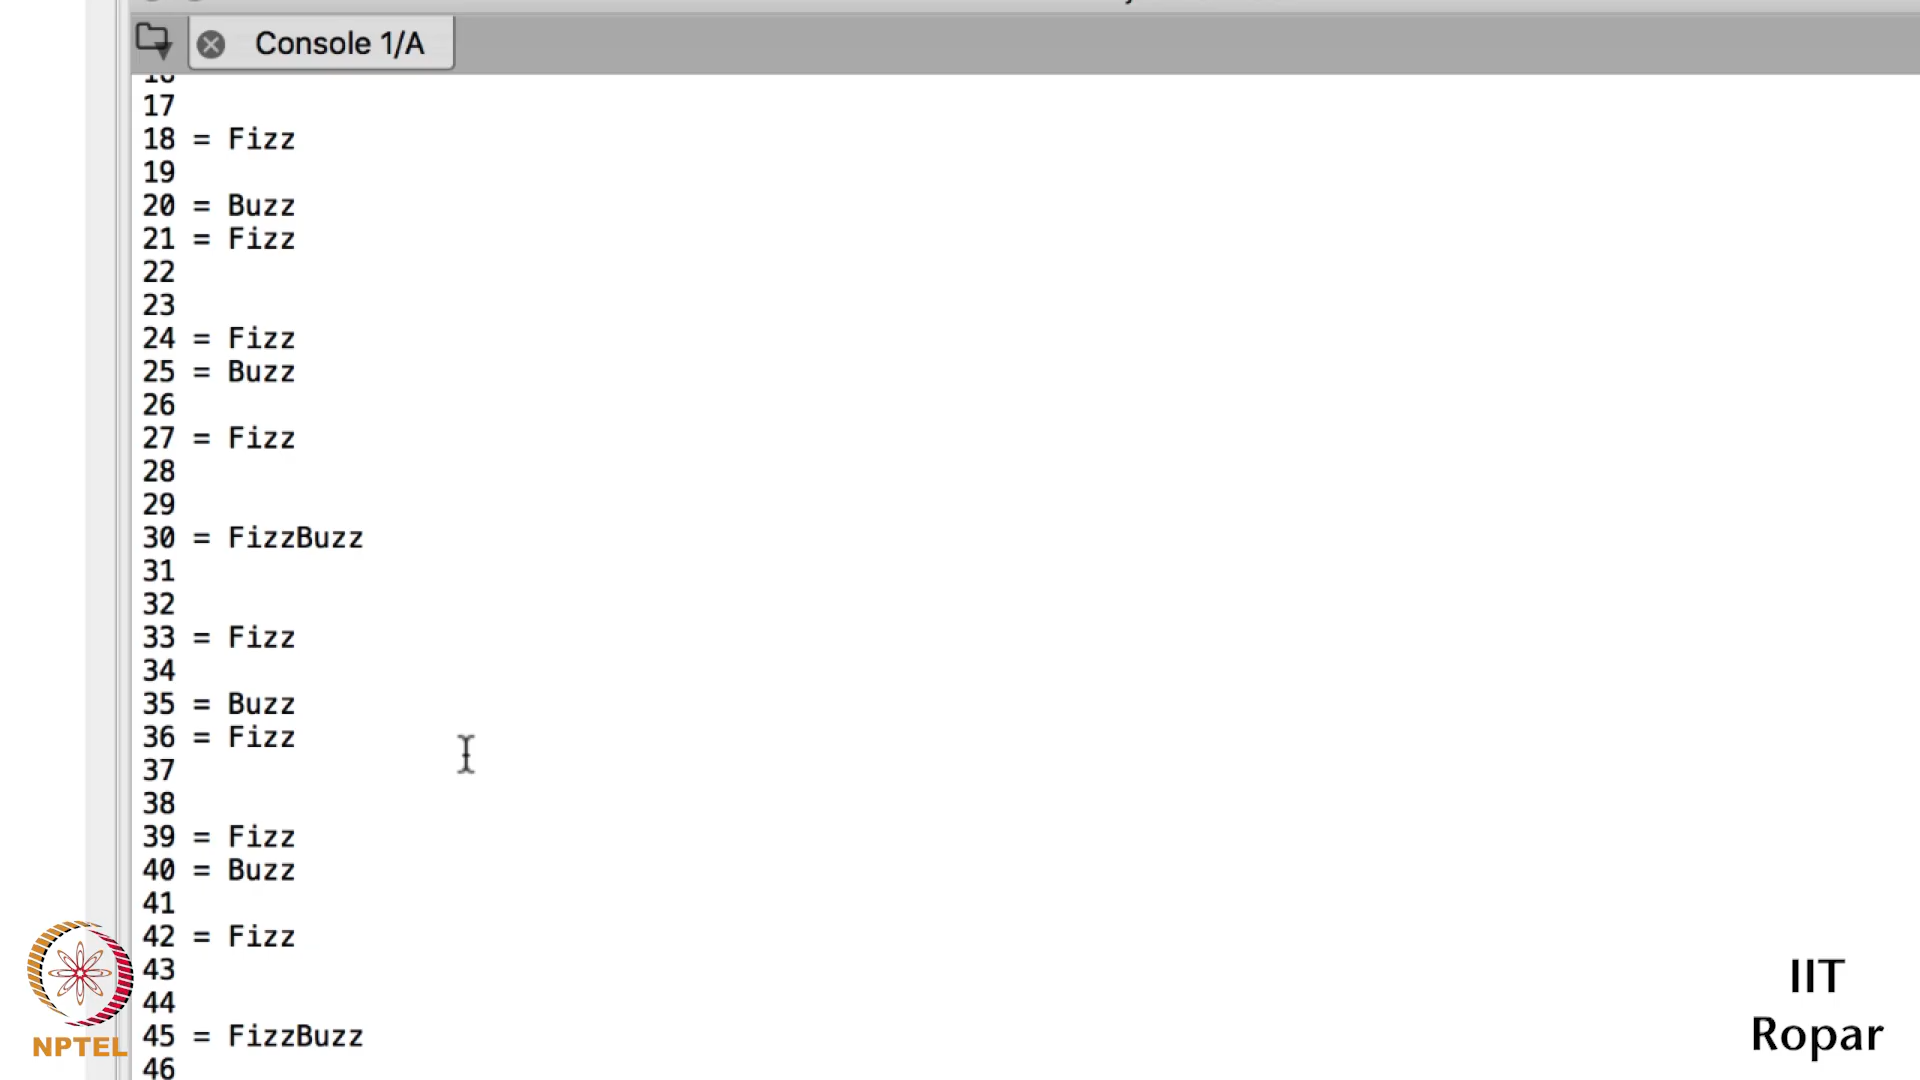 Console 1/A
16
17
18 = Fizz
19
20 = Buzz
21 = Fizz
22
23
24 = Fizz
25 = Buzz
26
27 = Fizz
28
29
30 = FizzBuzz
31
32
33 = Fizz
34
35 = Buzz
36 = Fizz
37
38
39 = Fizz
40 = Buzz
41
42 = Fizz
43
44
45 = FizzBuzz
46
NPTEL
IIT
Ropar